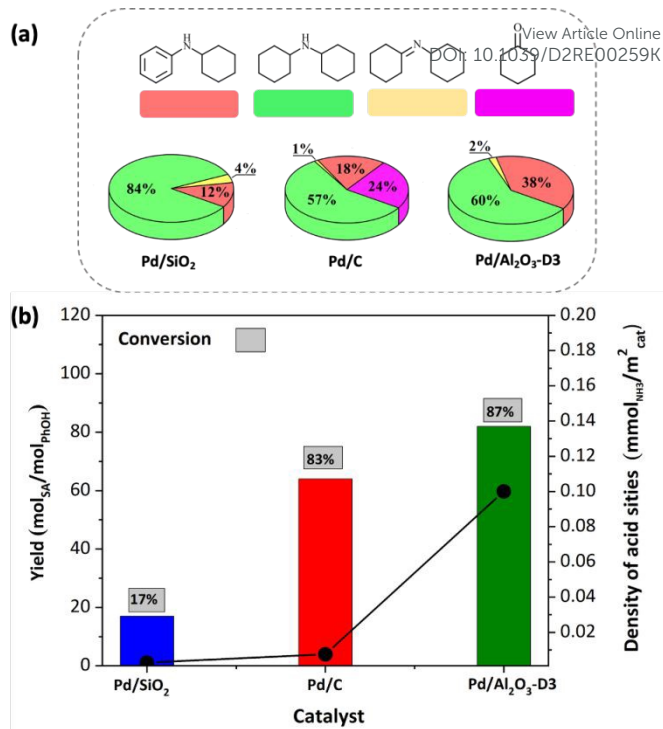 (a)
View Article Online
DOI: 10.1039/D2RE00259K
H
N
H
N
N
O
84%
4%
12%
Pd/SiO2
1%
18%
24%
57%
Pd/C
2%
38%
60%
Pd/Al2O3-D3
(b)
Conversion
Yield (molSA/molPhOH)
120
100
80
60
40
20
0
17%
83%
87%
0.20
0.18
0.16
0.14
0.12
0.10
0.08
0.06
0.04
0.02
Density of acid sities (mmolNH3/m2cat)
Pd/SiO2
Pd/C
Pd/Al2O3-D3
Catalyst